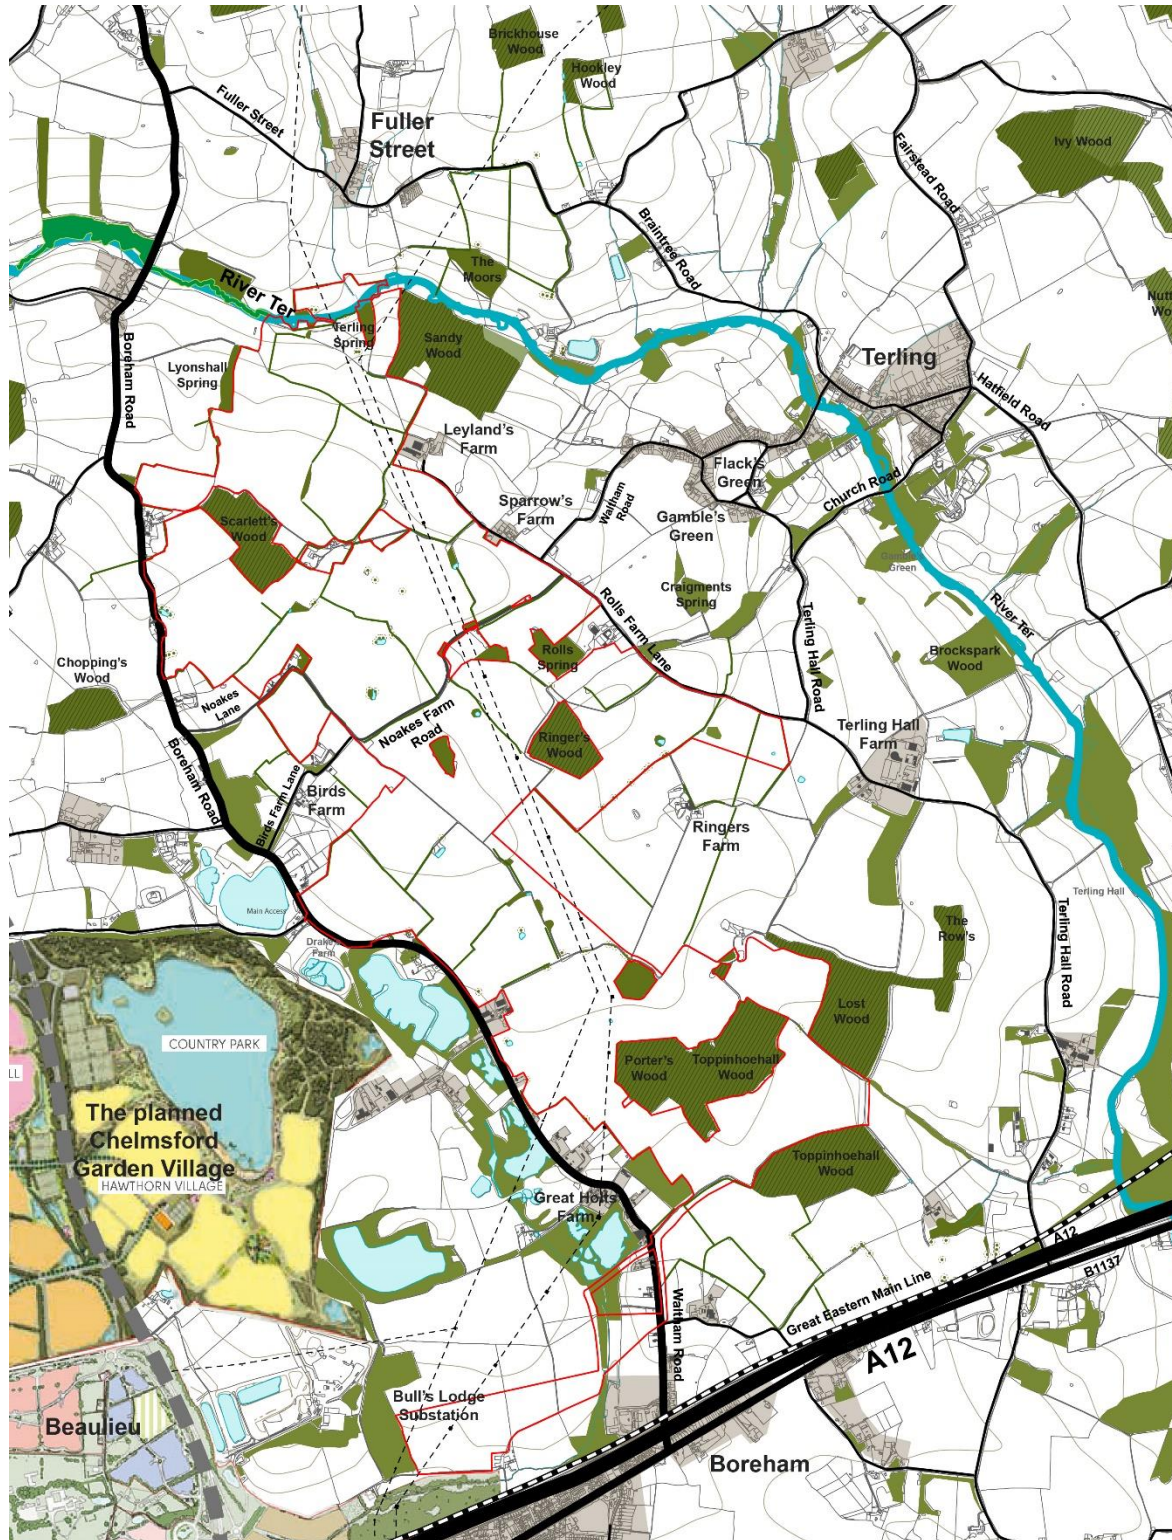 Brickhouse
Wood
Hookley
Wood
Fuller Street
Fuller
Street
Ivy Wood
Fairstead Road
Braintree Road
The
Moors
River Ter
Terling
Spring
Sandy
Wood
Terling
Boreham Road
Lyonshall
Spring
Hatfield Road
Leyland's
Farm
Flack's
Green
Sparrow's
Farm
Waltham
Road
Church Road
Gamble's
Green
Scarlett's
Wood
Gamble's
Green
Craigments
Spring
River Ter
Rolls Farm Lane
Terling Hall Road
Rolls
Spring
Brockspark
Wood
Chopping's
Wood
Noakes
Lane
Noakes Farm
Road
Ringer's
Wood
Terling Hall
Farm
Boreham Road
Birds Farm Lane
Birds
Farm
Ringers
Farm
Terling Hall
Main Access
The
Row's
Terling Hall Road
Farm
Lost
Wood
COUNTRY PARK
Porter's
Wood
Toppinhoehall
Wood
LL
The planned
Chelmsford
Garden Village
HAWTHORN VILLAGE
Toppinhoehall
Wood
Great Holts
Farm
A12
B1137
Great Eastern Main Line
Waltham Road
A12
Bull's Lodge
Substation
Beaulieu
Boreham